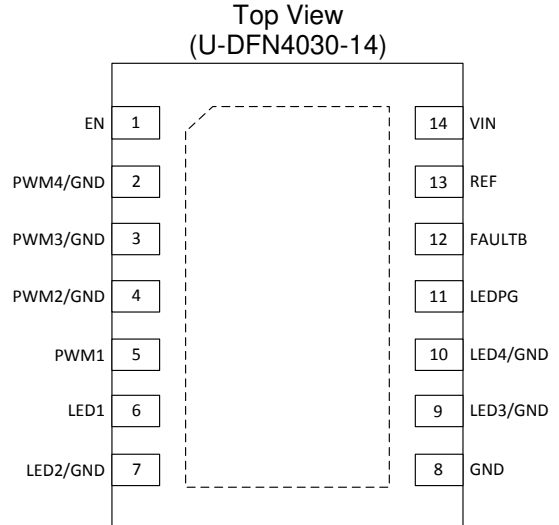 Top View
(U-DFN4030-14)
EN 1 14 VIN
PWM4/GND 2 13 REF
PWM3/GND 3 12 FAULTB
PWM2/GND 4 11 LEDPG
PWM1 5 10 LED4/GND
LED1 6 9 LED3/GND
LED2/GND 7 8 GND